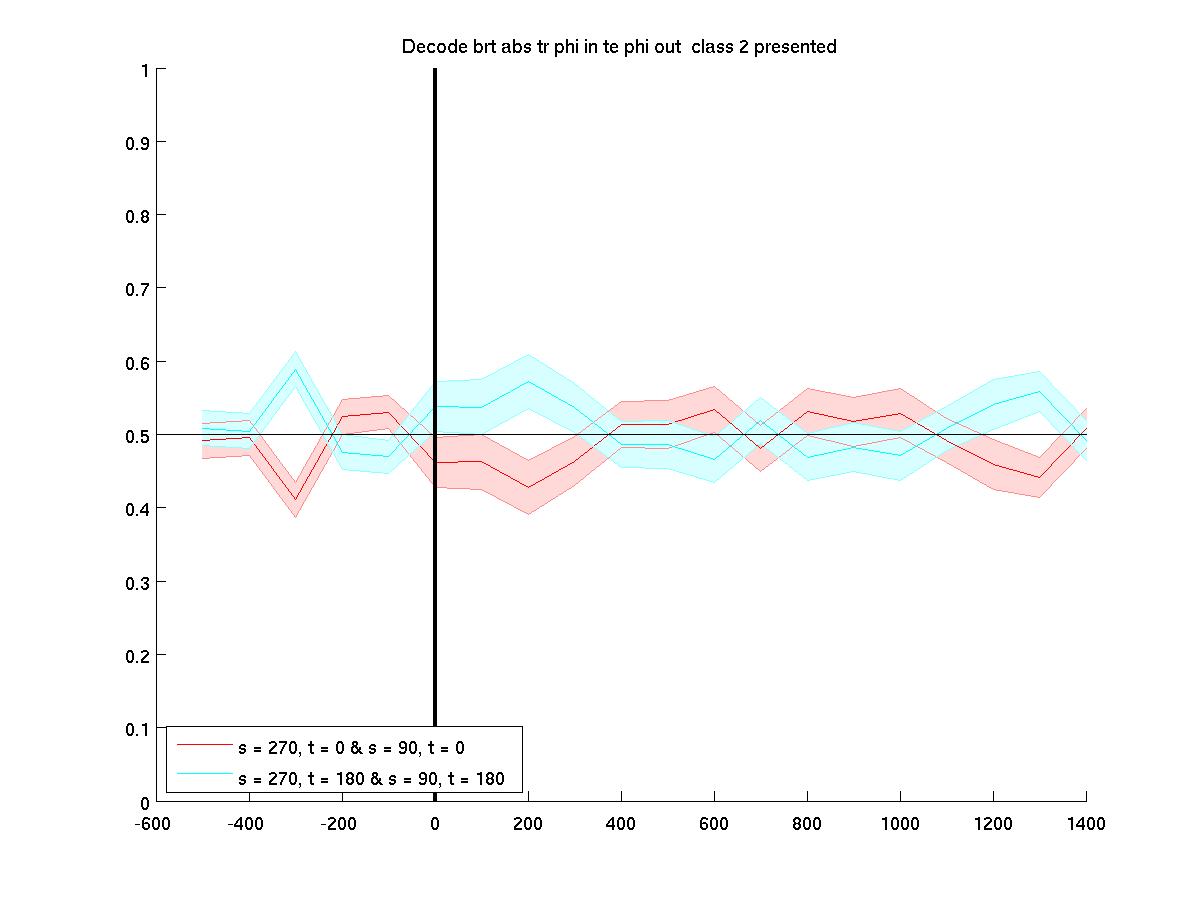 Decode brt abs tr phi in te phi out  class 2 presented
1
0.9
0.8
0.7
0.6
0.5
0.4
0.3
0.2
0.1
0
s = 270, t = 0 & s = 90, t = 0
s = 270, t = 180 & s = 90, t = 180
-600 -400 -200 0 200 400 600 800 1000 1200 1400